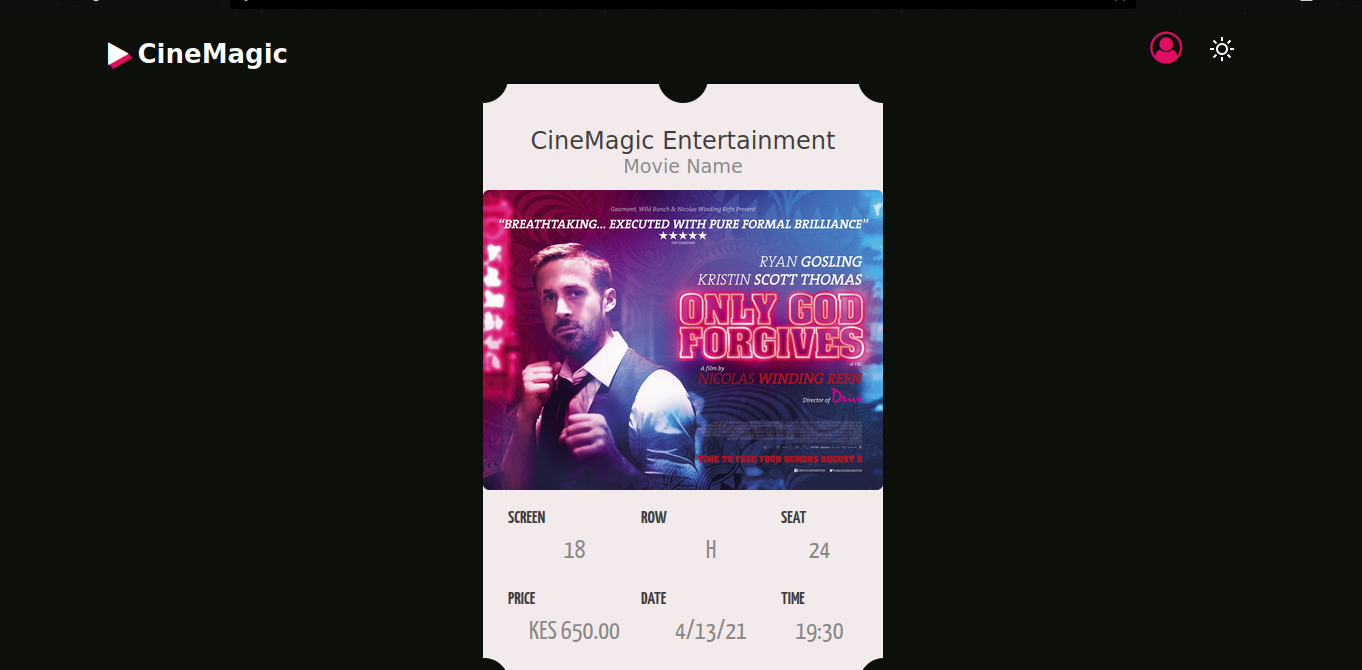 CineMagic
CineMagic Entertainment
Movie Name
Gaumont, Wild Bunch & Nicolas Winding Refn Present
“BREATHTAKING... EXECUTED WITH PURE FORMAL BRILLIANCE”
★★★★★
THE GUARDIAN
RYAN GOSLING
KRISTIN SCOTT THOMAS
ONLY GOD
FORGIVES
A film by
NICOLAS WINDING REFN
Director of Drive
TIME TO FACE YOUR DEMONS AUGUST 2
SCREEN ROW SEAT
18 H 24
PRICE DATE TIME
KES 650.00 4/13/21 19:30